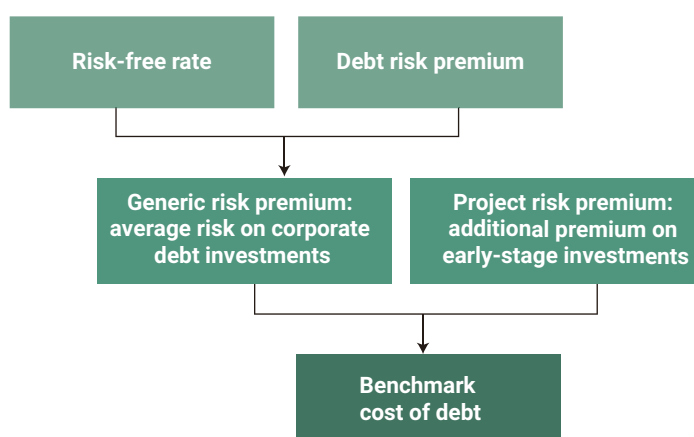 Risk-free rate
Debt risk premium
Generic risk premium:
average risk on corporate
debt investments
Project risk premium:
additional premium on
early-stage investments
Benchmark
cost of debt